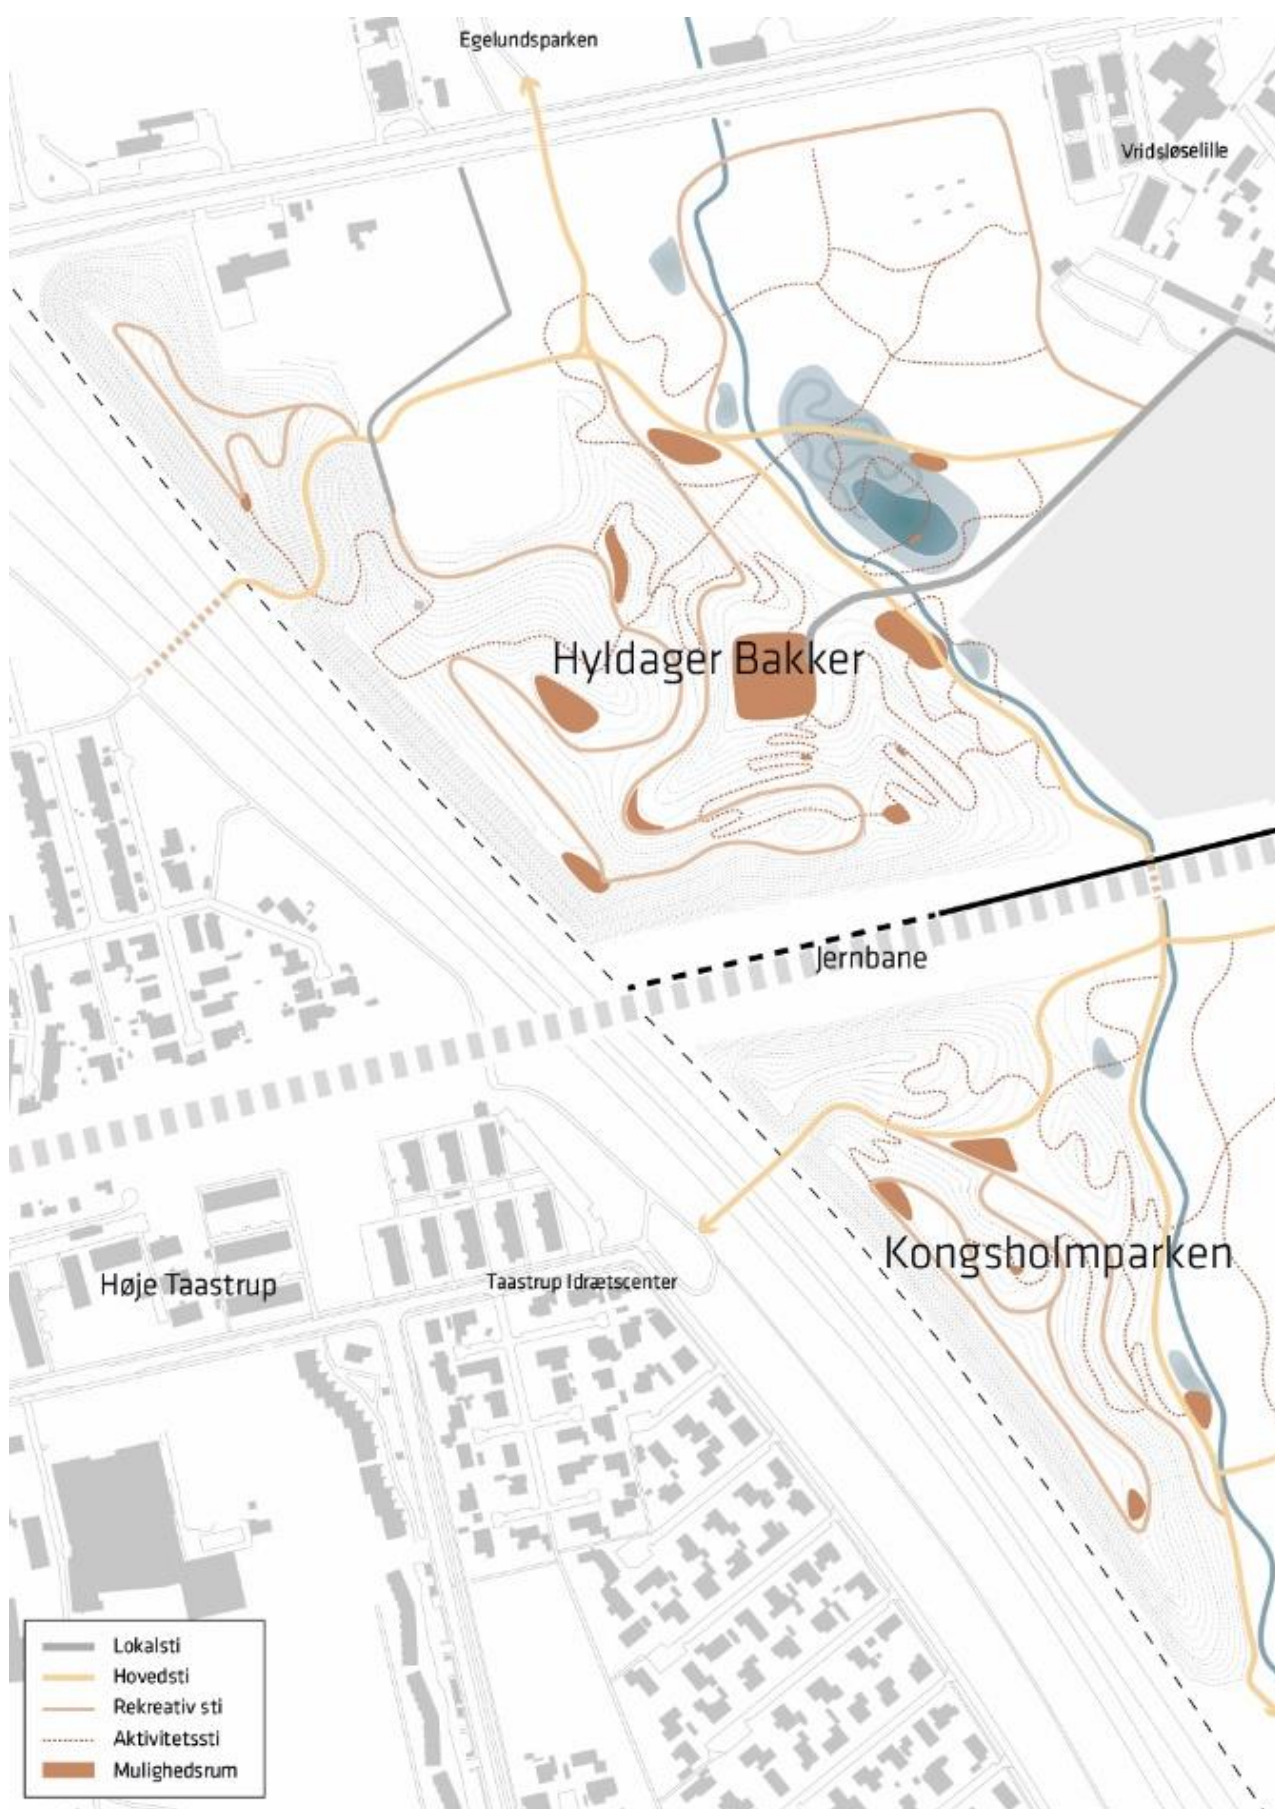 Egelundsparken
Vridsløselille
Hyldager Bakker
Jernbane
Kongsholmparken
Høje Taastrup
Taastrup Idrætscenter
Lokalsti
Hovedsti
Rekreativ sti
Aktivitetssti
Mulighedsrum